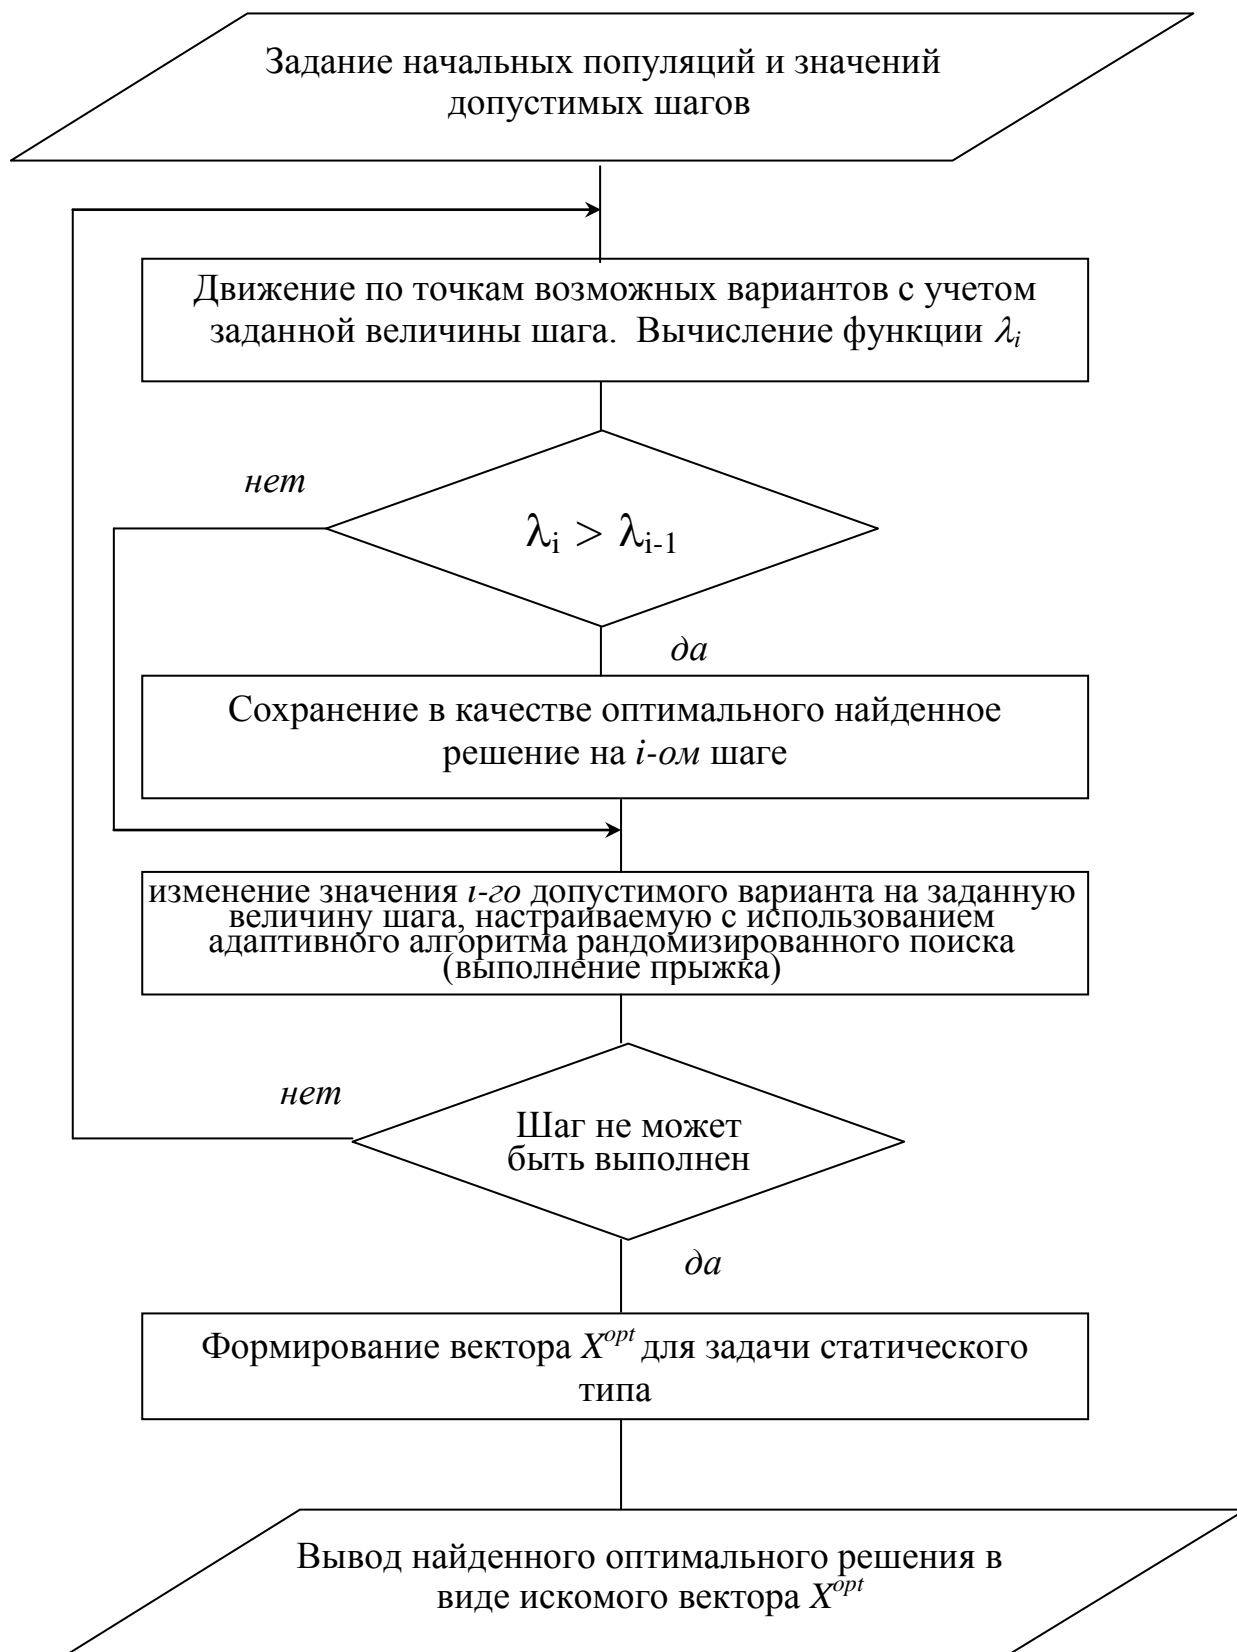 Задание начальных популяций и значений
допустимых шагов
Движение по точкам возможных вариантов с учетом
заданной величины шага.  Вычисление функции λi
нет
λi > λi-1
да
Сохранение в качестве оптимального найденное
решение на i-ом шаге
изменение значения i-го допустимого варианта на заданную
величину шага, настраиваемую с использованием
адаптивного алгоритма рандомизированного поиска
(выполнение прыжка)
нет
Шаг не может
быть выполнен
да
Формирование вектора X^opt для задачи статического
типа
Вывод найденного оптимального решения в
виде искомого вектора X^opt